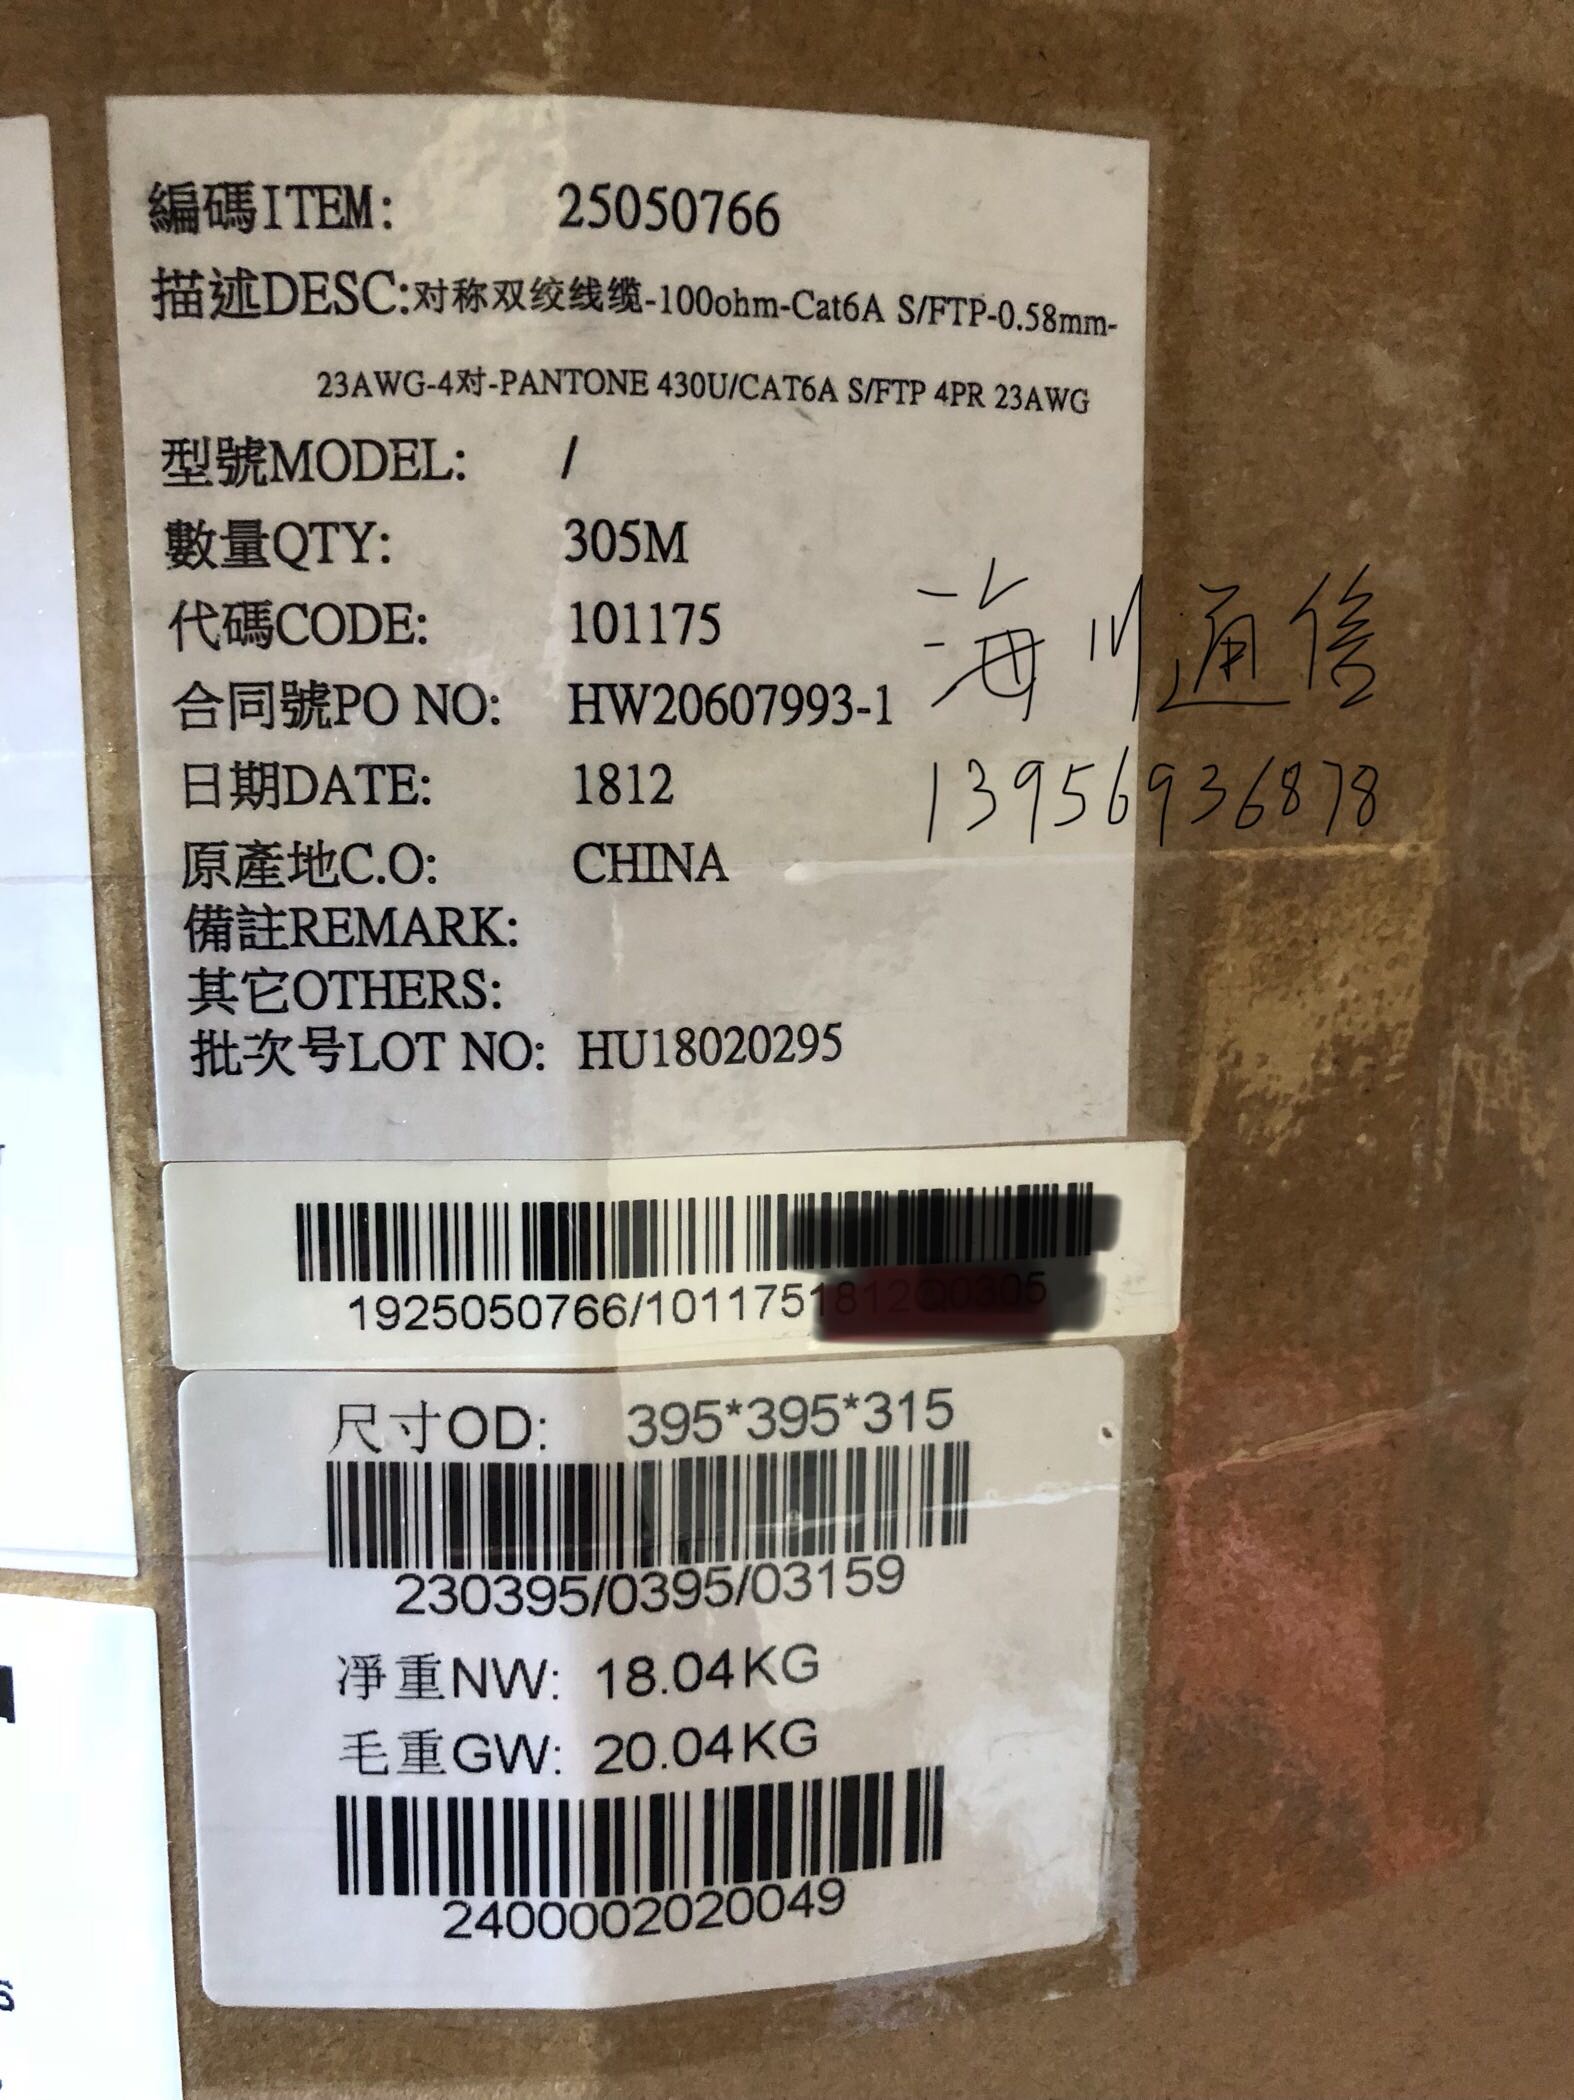 編碼ITEM: 25050766
描述DESC:对称双绞线缆-100ohm-Cat6A S/FTP-0.58mm-
23AWG-4对-PANTONE 430U/CAT6A S/FTP 4PR 23AWG
型號MODEL: /
數量QTY: 305M
代碼CODE: 101175
海川通信
合同號PO NO: HW20607993-1
日期DATE: 1812
13956936878
原產地C.O: CHINA
備註REMARK:
其它OTHERS:
批次号LOT NO: HU18020295
1925050766/1011751812Q0305
尺寸OD: 395*395*315
230395/0395/03159
凈重NW: 18.04KG
毛重GW: 20.04KG
2400002020049